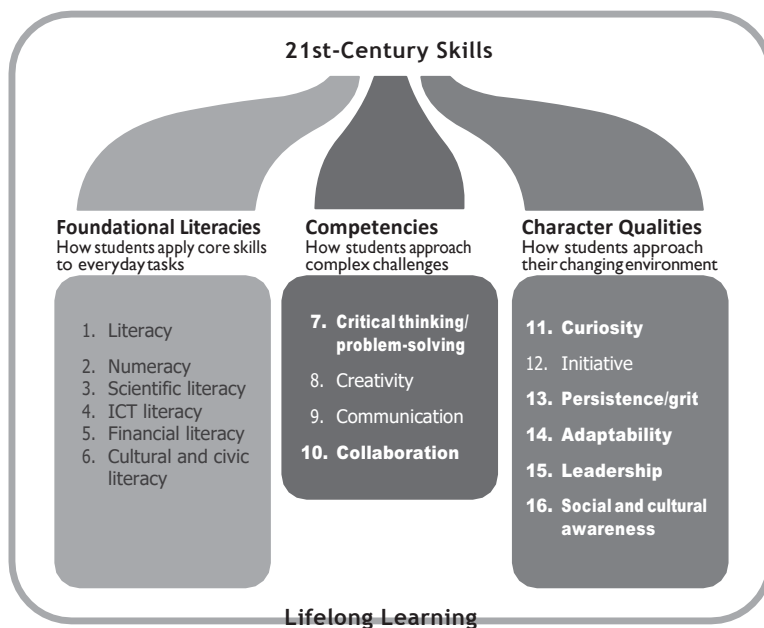 21st-Century Skills
Foundational Literacies
How students apply core skills
to everyday tasks
1. Literacy
2. Numeracy
3. Scientific literacy
4. ICT literacy
5. Financial literacy
6. Cultural and civic
literacy
Competencies
How students approach
complex challenges
7. Critical thinking/
problem-solving
8. Creativity
9. Communication
10. Collaboration
Character Qualities
How students approach
their changing environment
11. Curiosity
12. Initiative
13. Persistence/grit
14. Adaptability
15. Leadership
16. Social and cultural
awareness
Lifelong Learning